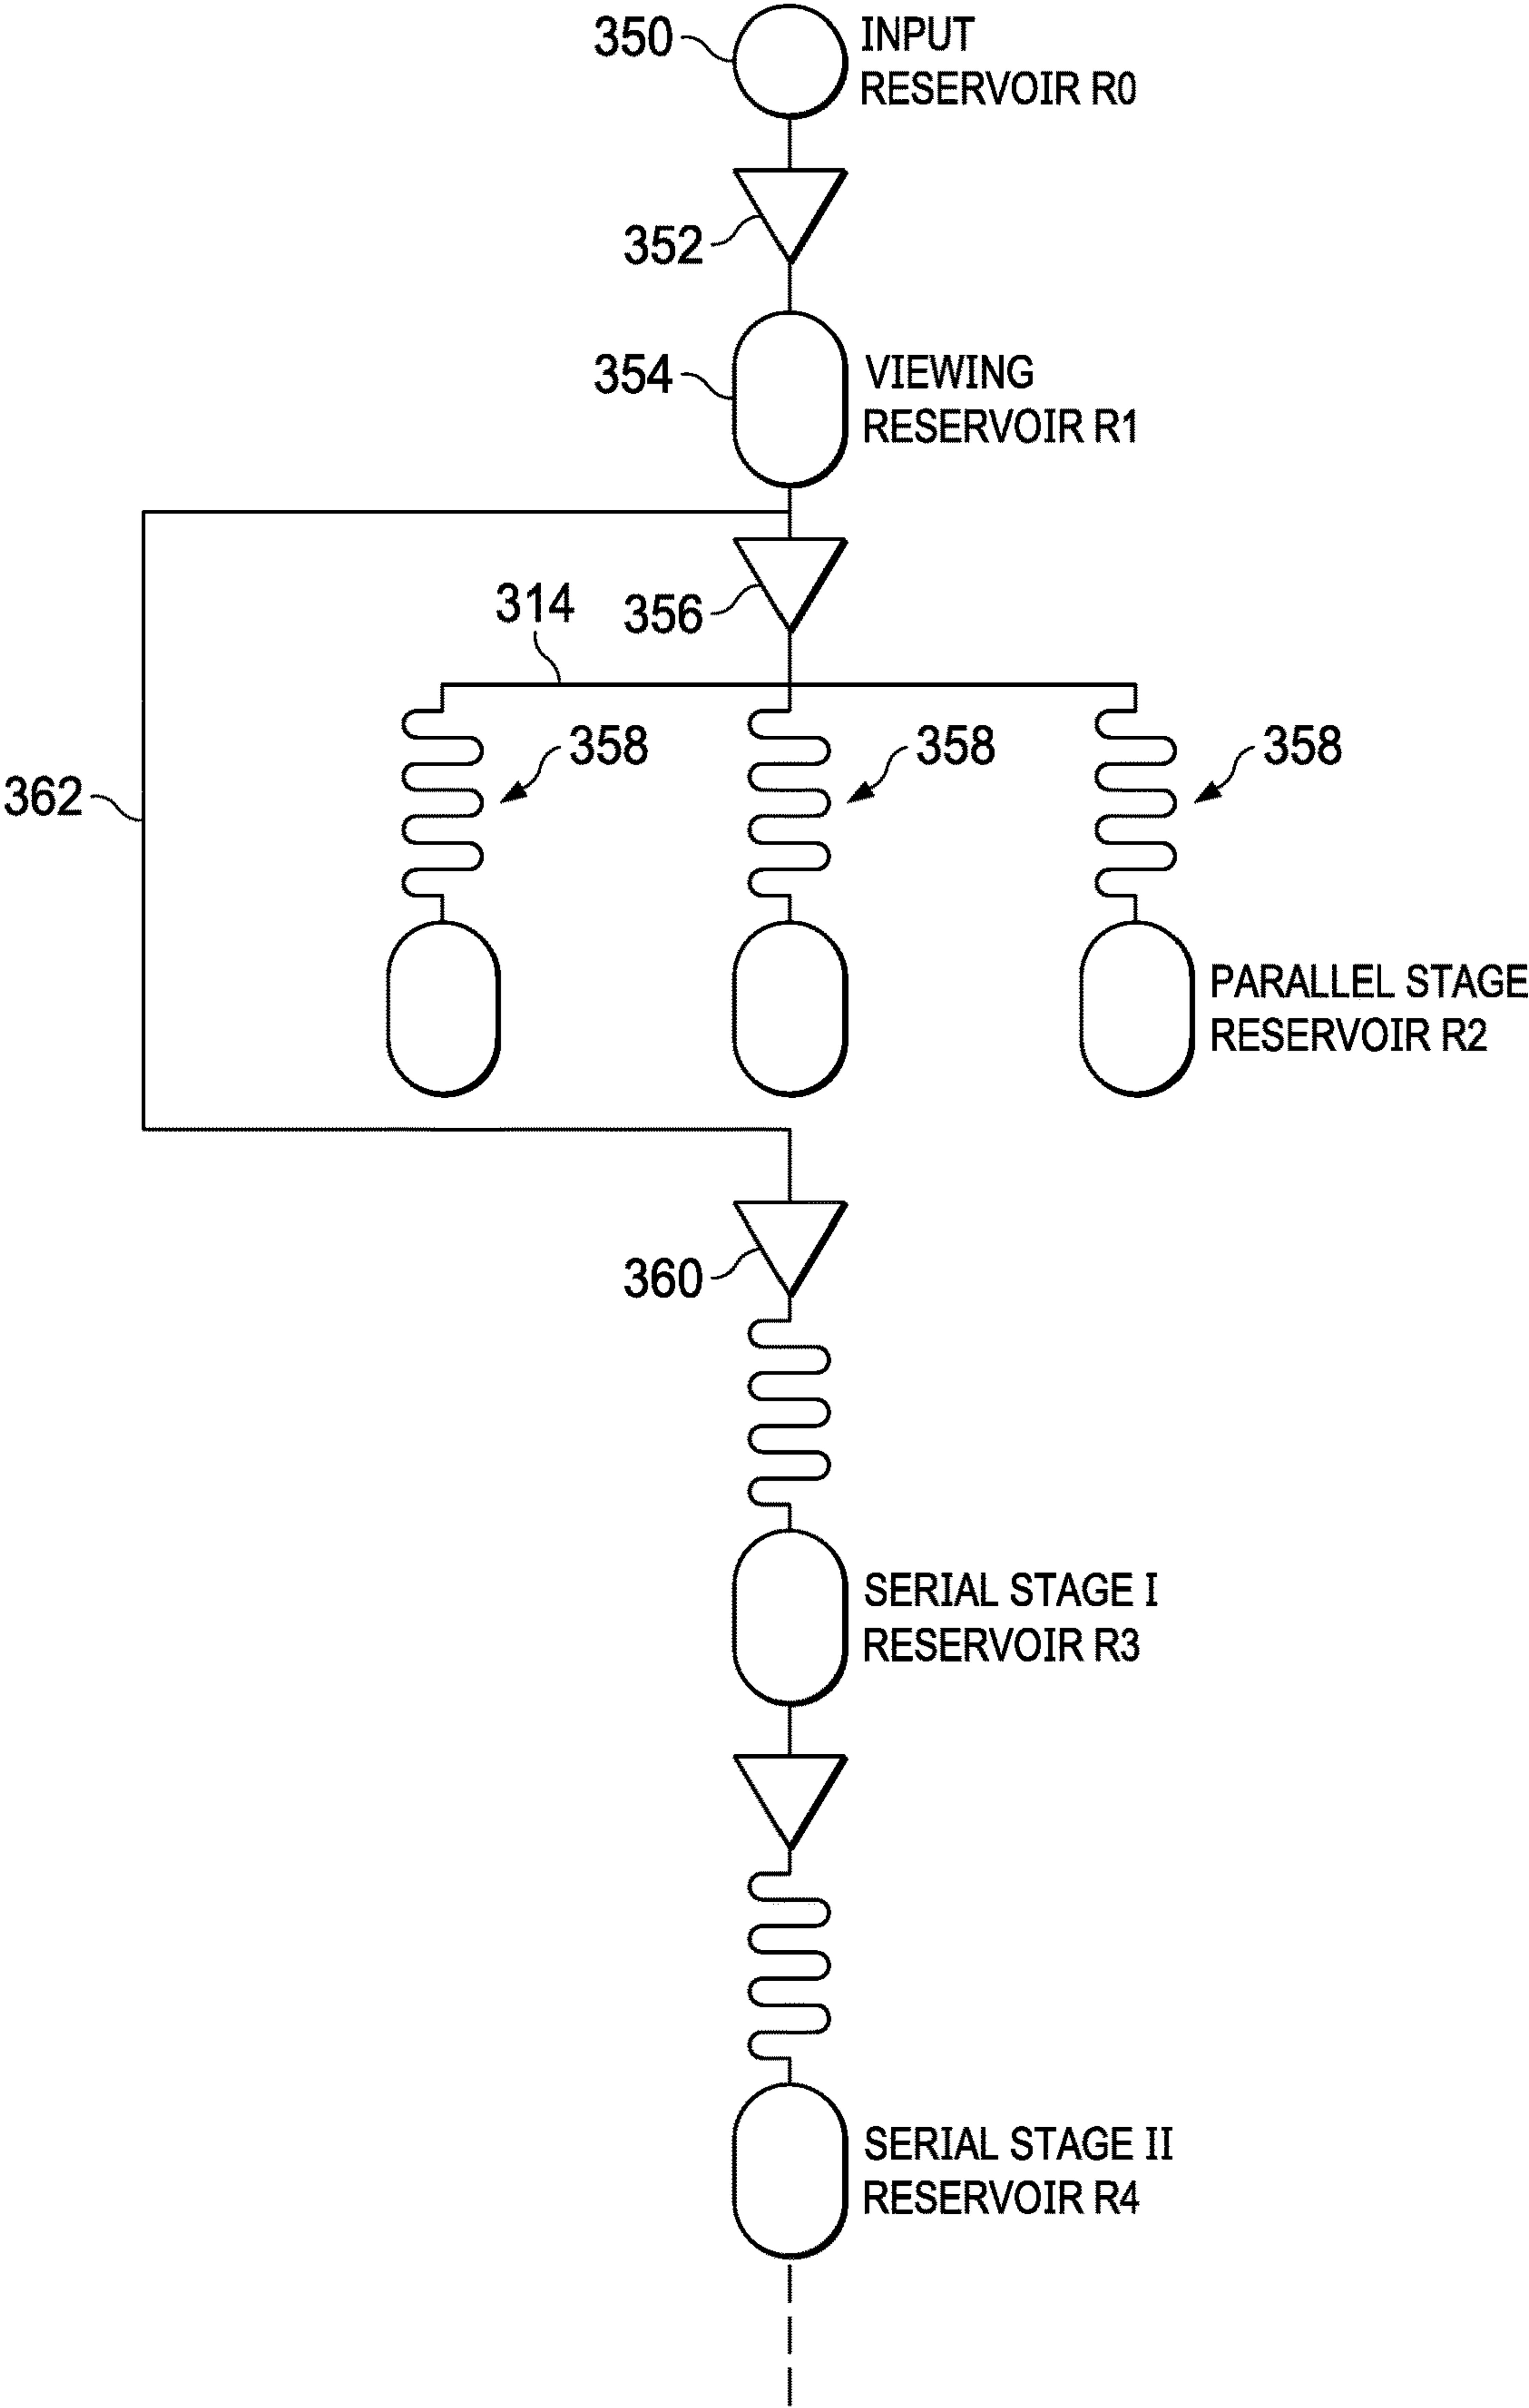 350
INPUT
RESERVOIR R0
352
354
VIEWING
RESERVOIR R1
314
356
358
358
358
362
PARALLEL STAGE
RESERVOIR R2
360
SERIAL STAGE I
RESERVOIR R3
SERIAL STAGE II
RESERVOIR R4